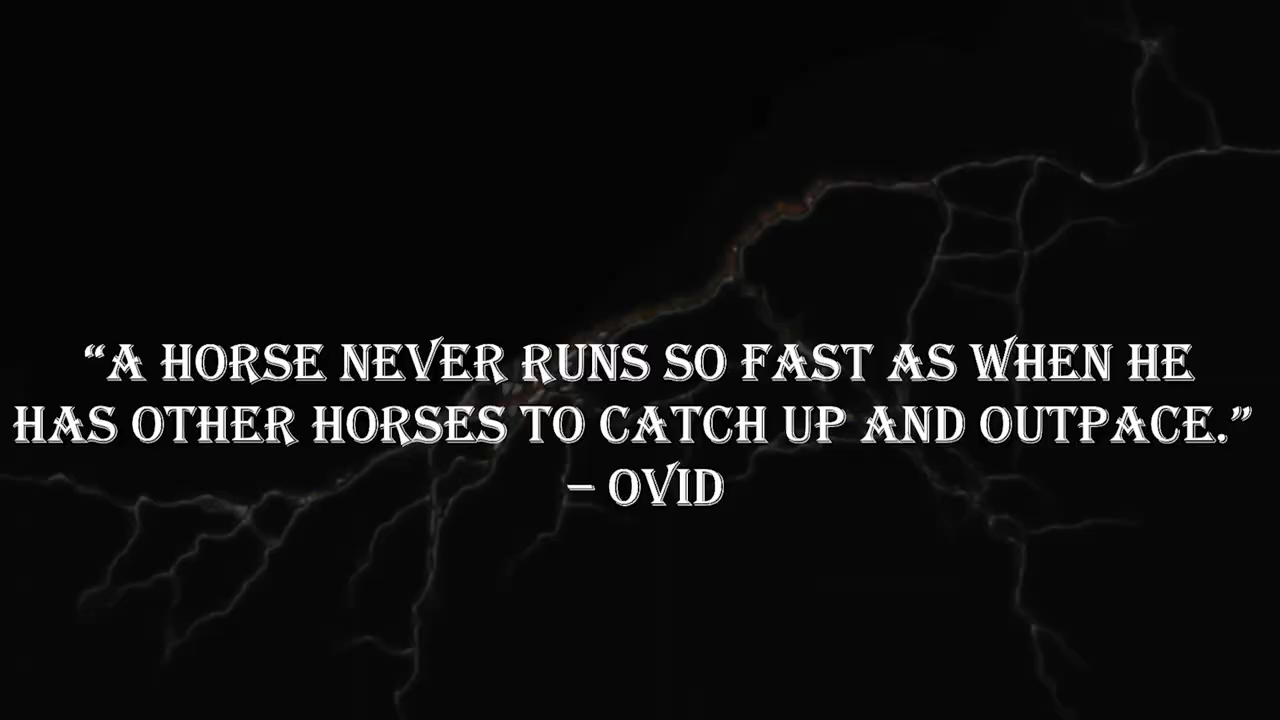 “A HORSE NEVER RUNS SO FAST AS WHEN HE
HAS OTHER HORSES TO CATCH UP AND OUTPACE.”
– OVID